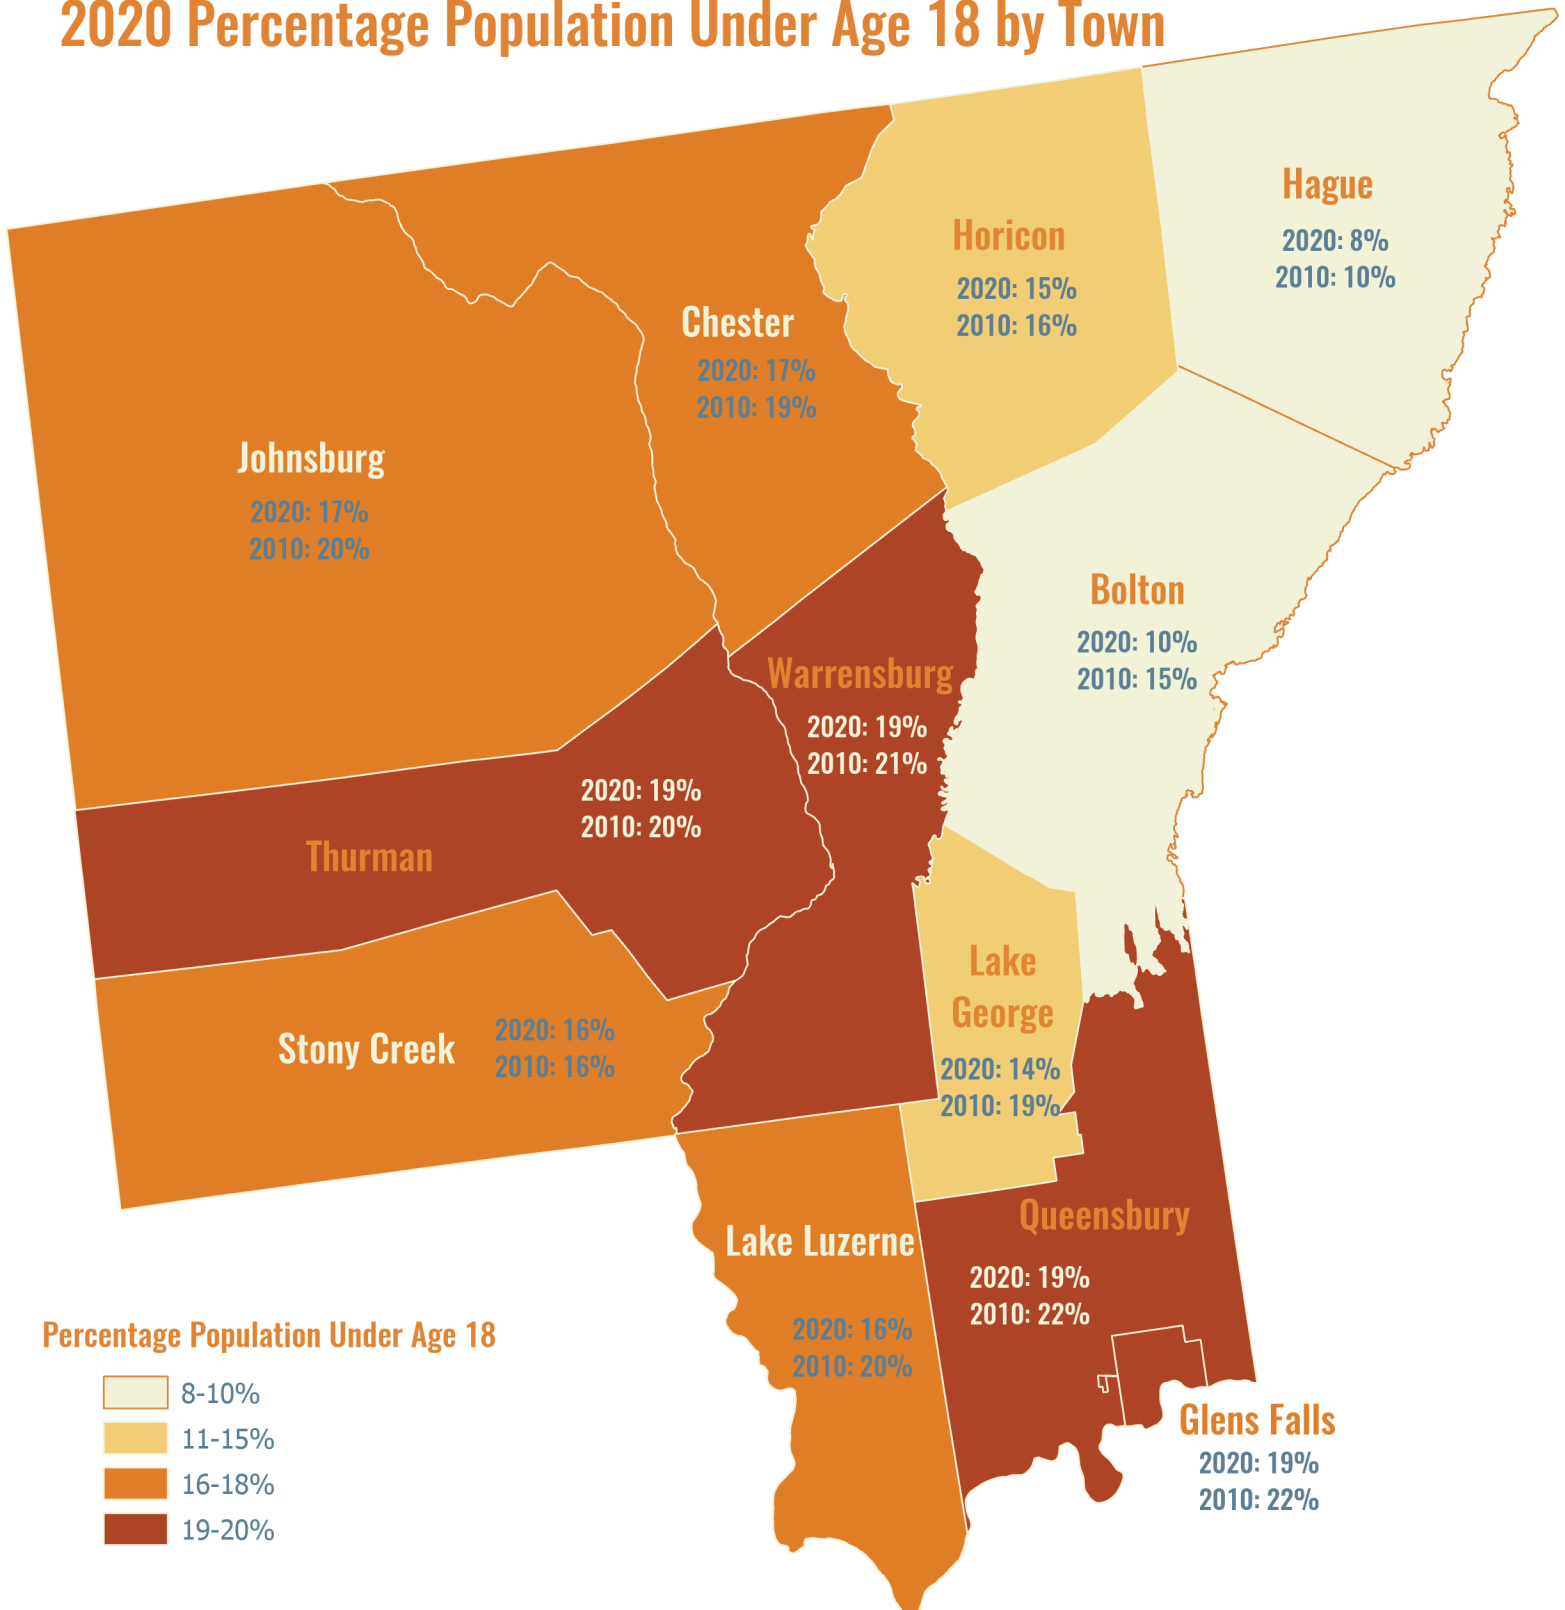 2020 Percentage Population Under Age 18 by Town
Hague
2020: 8%
2010: 10%
Horicon
2020: 15%
2010: 16%
Chester
2020: 17%
2010: 19%
Johnsburg
2020: 17%
2010: 20%
Bolton
2020: 10%
2010: 15%
Warrensburg
2020: 19%
2010: 21%
Thurman
2020: 19%
2010: 20%
Lake
George
2020: 14%
2010: 19%
Stony Creek
2020: 16%
2010: 16%
Queensbury
2020: 19%
2010: 22%
Lake Luzerne
2020: 16%
2010: 20%
Glens Falls
2020: 19%
2010: 22%
Percentage Population Under Age 18
8-10%
11-15%
16-18%
19-20%